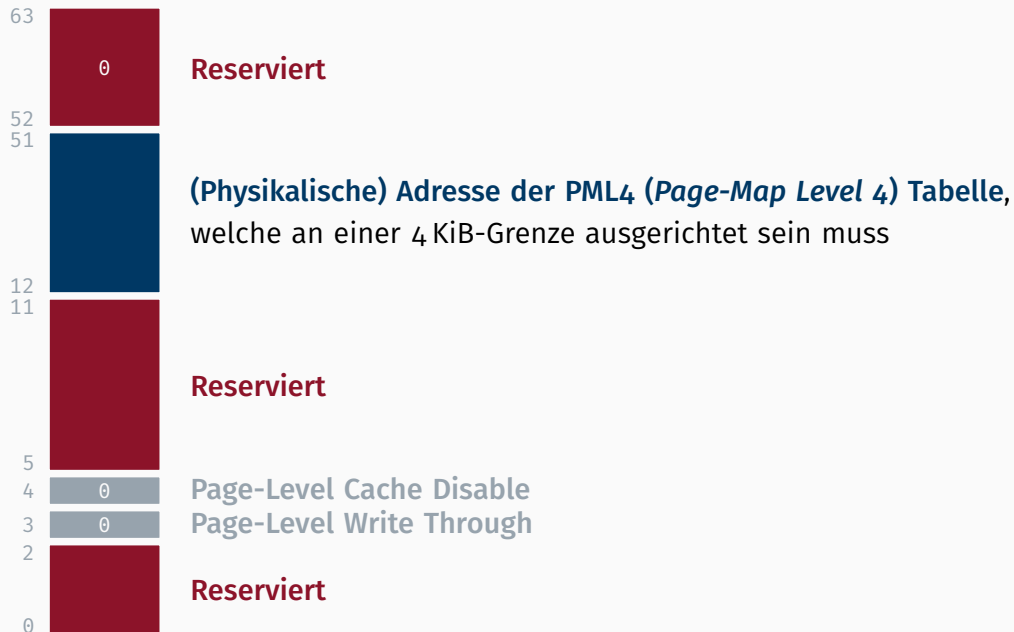 63
0 Reserviert
52
51
(Physikalische) Adresse der PML4 (Page-Map Level 4) Tabelle,
welche an einer 4 KiB-Grenze ausgerichtet sein muss
12
11
Reserviert
5
4 0 Page-Level Cache Disable
3 0 Page-Level Write Through
2
Reserviert
0